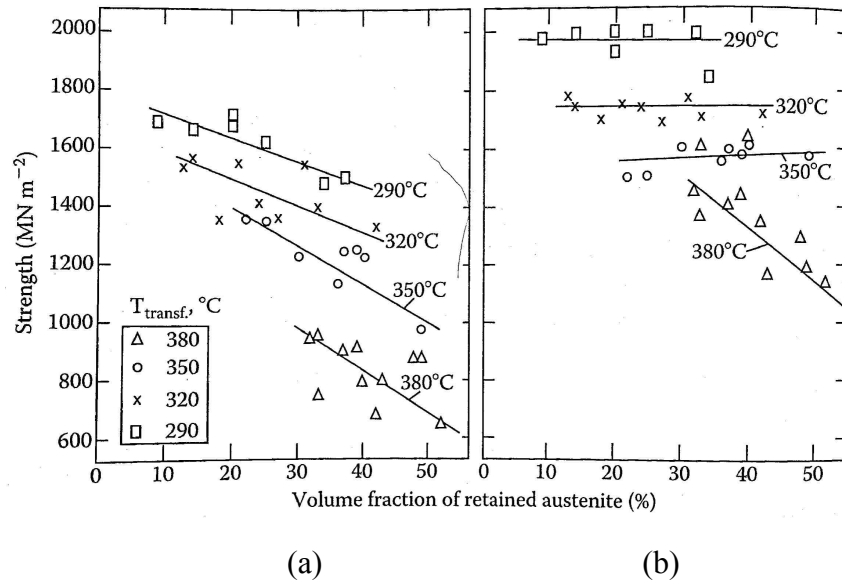 Strength (MN m⁻²)
2000
1800
1600
1400
1200
1000
800
600
290°C
320°C
350°C
380°C
T transf., °C
△ 380
○ 350
x 320
□ 290
0 10 20 30 40 50
290°C
320°C
350°C
380°C
0 10 20 30 40 50
Volume fraction of retained austenite (%)
(a) (b)